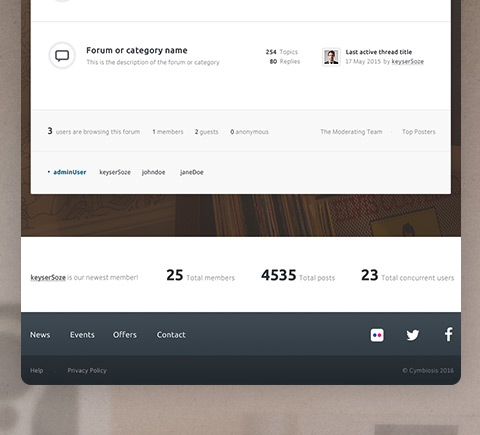 Forum or category name
This is the description of the forum or category
254 Topics
80 Replies
Last active thread title
17 May 2015 by keyserSoze
3 users are browsing this forum 1 members 2 guests 0 anonymous
The Moderating Team Top Posters
adminUser keyserSoze johndoe janeDoe
keyserSoze is our newest member! 25 Total members 4535 Total posts 23 Total concurrent users
News Events Offers Contact
Help Privacy Policy © Cymbiosis 2016